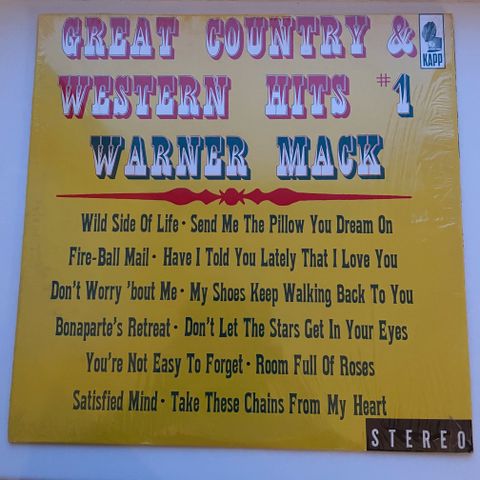 GREAT COUNTRY &
KAPP
WESTERN HITS #1
WARNER MACK
Wild Side Of Life • Send Me The Pillow You Dream On
Fire-Ball Mail • Have I Told You Lately That I Love You
Don't Worry 'bout Me • My Shoes Keep Walking Back To You
Bonaparte's Retreat • Don't Let The Stars Get In Your Eyes
You're Not Easy To Forget • Room Full Of Roses
Satisfied Mind • Take These Chains From My Heart
STEREO